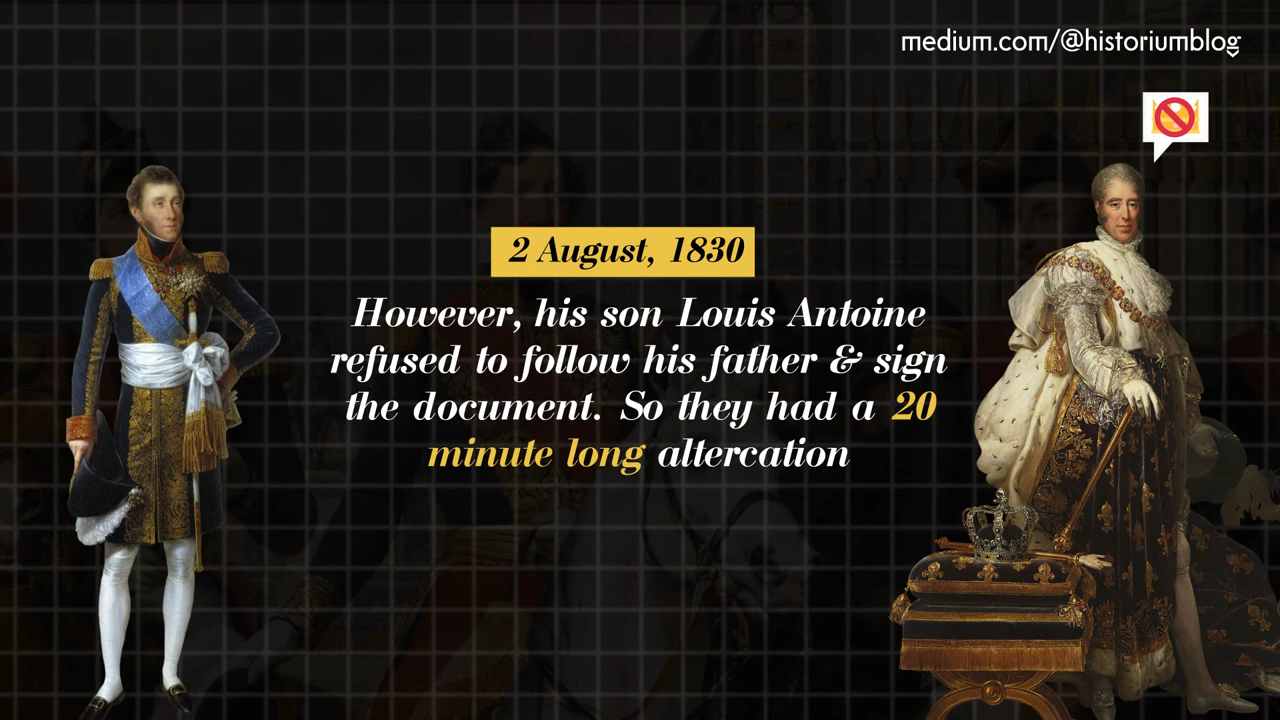 medium.com/@historiumblog
2 August, 1830
However, his son Louis Antoine
refused to follow his father & sign
the document. So they had a 20
minute long altercation